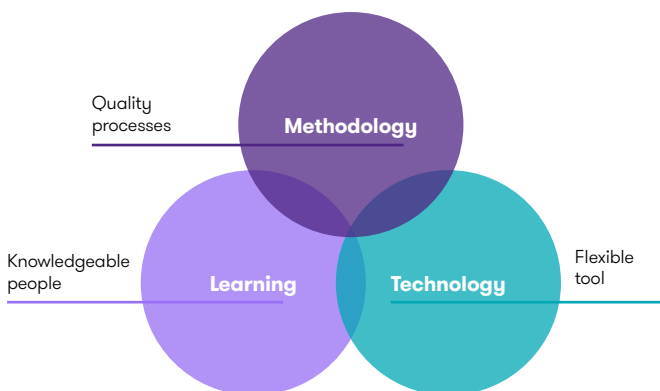 Quality
processes
Methodology
Knowledgeable
people
Learning
Technology
Flexible
tool